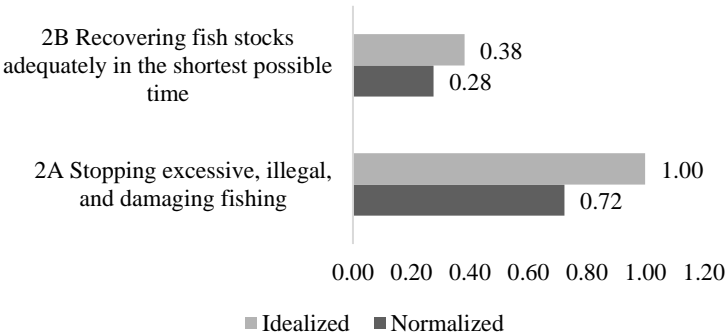 2B Recovering fish stocks
adequately in the shortest possible
time
0.38
0.28
2A Stopping excessive, illegal,
and damaging fishing
1.00
0.72
0.00 0.20 0.40 0.60 0.80 1.00 1.20
Idealized Normalized